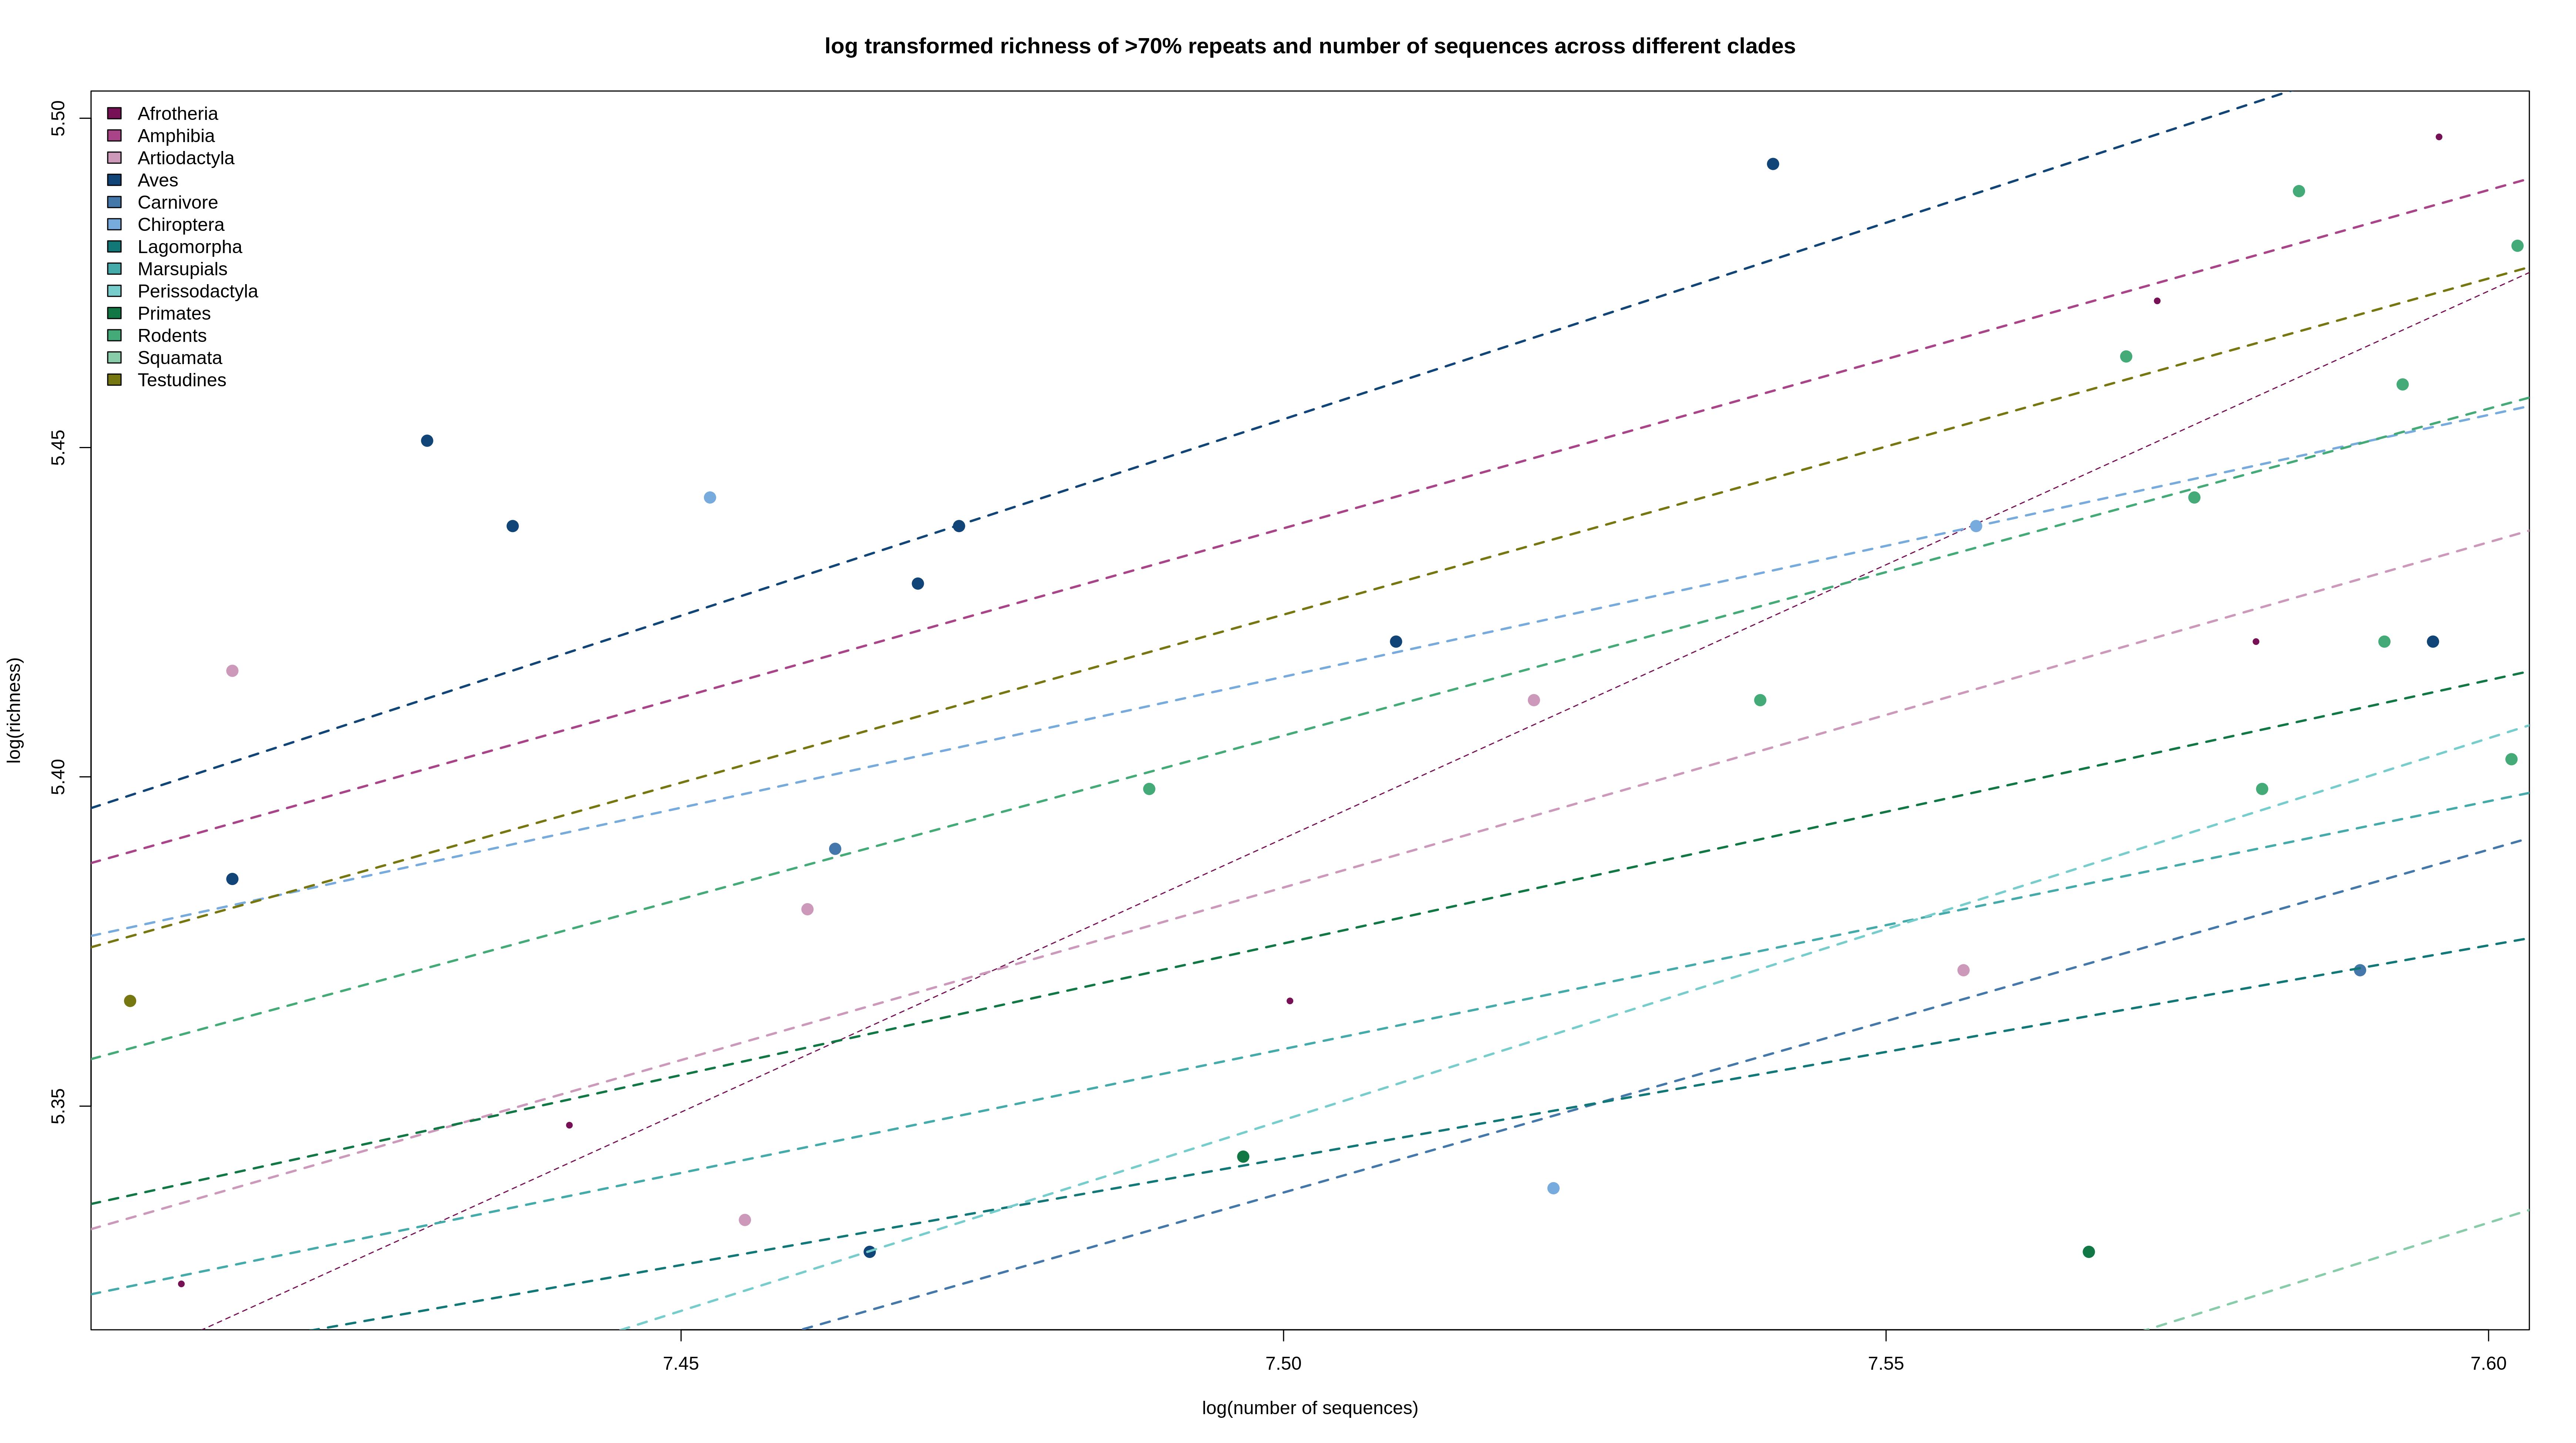 log transformed richness of >70% repeats and number of sequences across different clades
5.50
5.45
5.40
5.35
log(richness)
Afrotheria
Amphibia
Artiodactyla
Aves
Carnivore
Chiroptera
Lagomorpha
Marsupials
Perissodactyla
Primates
Rodents
Squamata
Testudines
7.45 7.50 7.55 7.60
log(number of sequences)